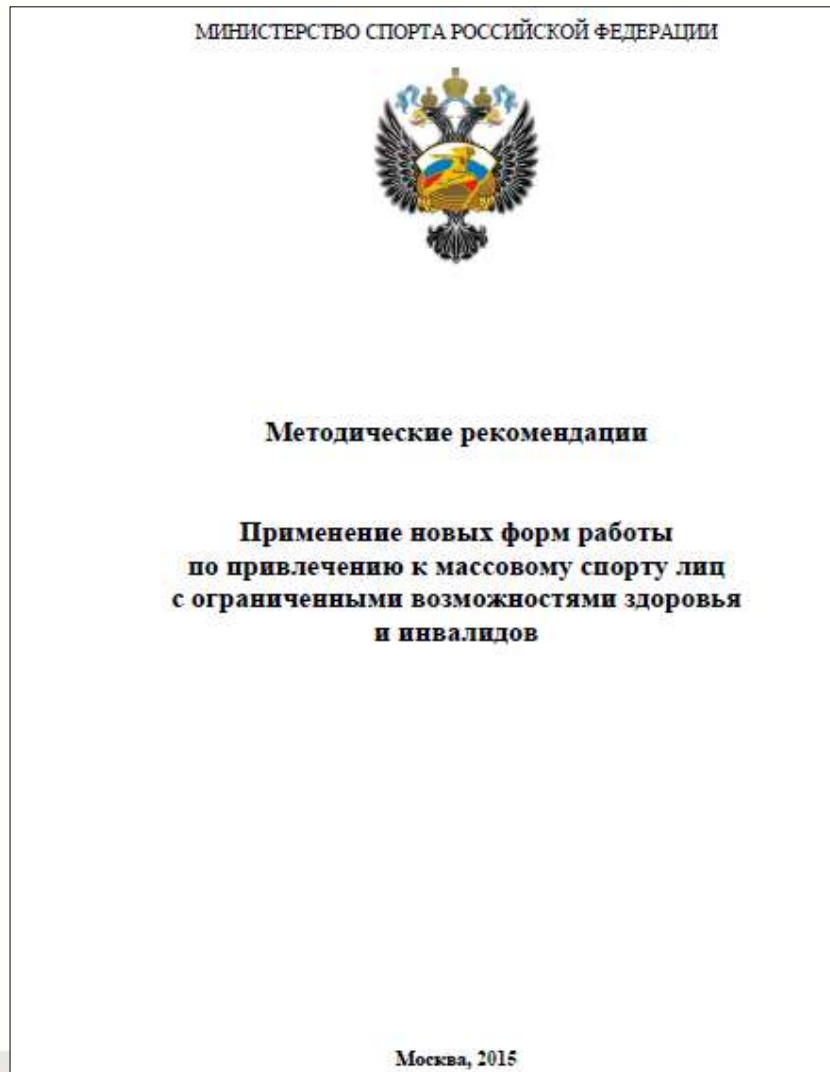 МИНИСТЕРСТВО СПОРТА РОССИЙСКОЙ ФЕДЕРАЦИИ
Методические рекомендации
Применение новых форм работы
по привлечению к массовому спорту лиц
с ограниченными возможностями здоровья
и инвалидов
Москва, 2015